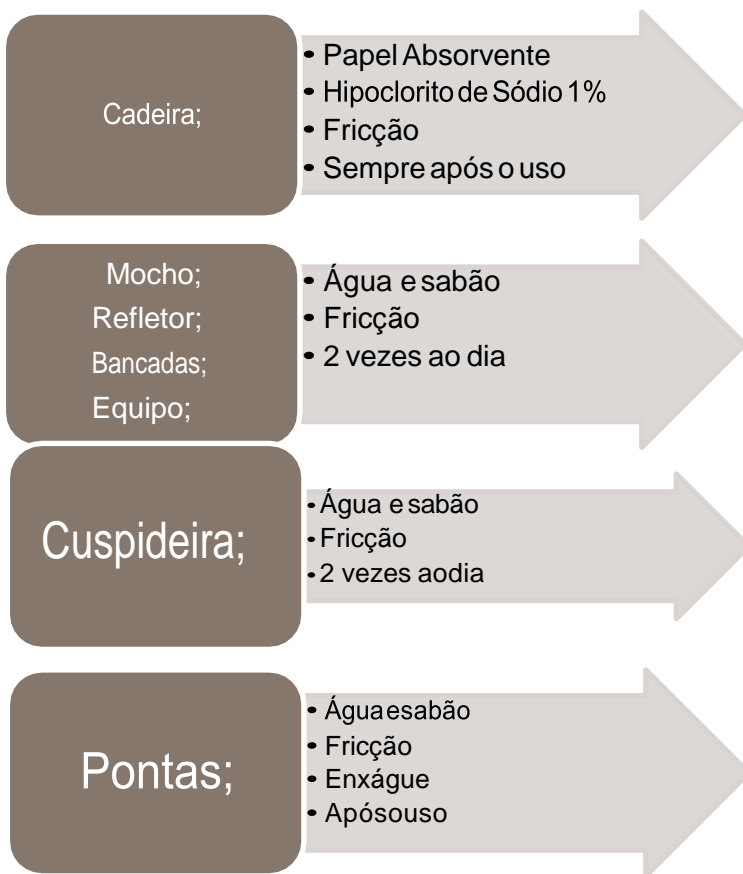 Cadeira;
• Papel Absorvente
• Hipoclorito de Sódio 1%
• Fricção
• Sempre após o uso
Mocho;
Refletor;
Bancadas;
Equipo;
• Água e sabão
• Fricção
• 2 vezes ao dia
Cuspideira;
• Água e sabão
• Fricção
• 2 vezes aodia
Pontas;
• Águaesabão
• Fricção
• Enxágue
• Apósouso